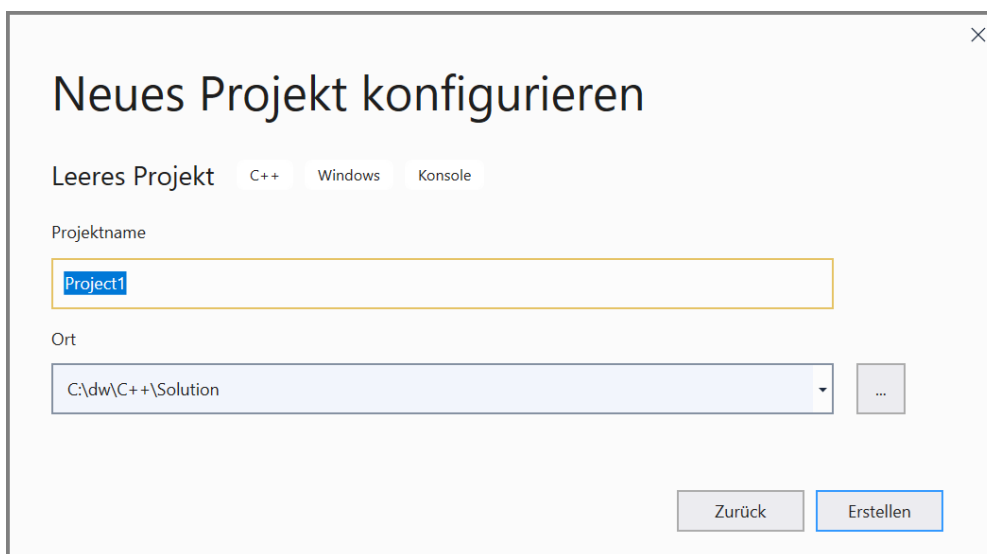 Neues Projekt konfigurieren
Leeres Projekt C++ Windows Konsole
Projektname
Project1
Ort
C:\dw\C++\Solution
...
Zurück Erstellen